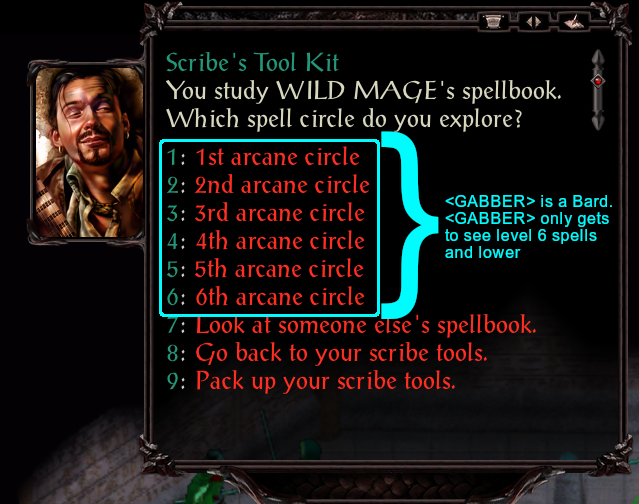 Scribe's Tool Kit
You study WILD MAGE's spellbook.
Which spell circle do you explore?
1: 1st arcane circle
2: 2nd arcane circle
3: 3rd arcane circle
4: 4th arcane circle
5: 5th arcane circle
6: 6th arcane circle
7: Look at someone else's spellbook.
8: Go back to your scribe tools.
9: Pack up your scribe tools.
<GABBER> is a Bard.
<GABBER> only gets
to see level 6 spells
and lower